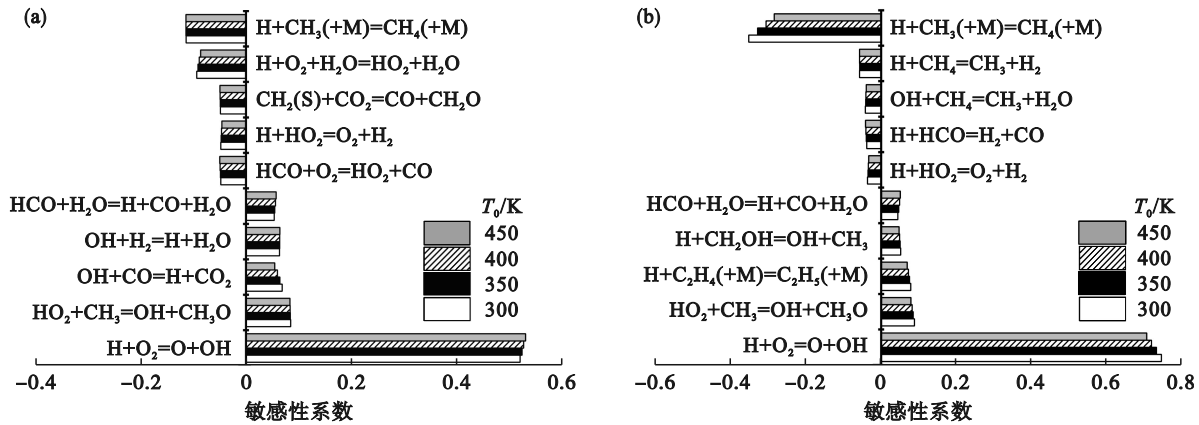 (a)
H+CH₃(+M)=CH₄(+M)
H+O₂+H₂O=HO₂+H₂O
CH₂(S)+CO₂=CO+CH₂O
H+HO₂=O₂+H₂
HCO+O₂=HO₂+CO
HCO+H₂O=H+CO+H₂O
OH+H₂=H+H₂O
OH+CO=H+CO₂
HO₂+CH₃=OH+CH₃O
H+O₂=O+OH
T₀/K
450
400
350
300
−0.4 −0.2 0 0.2 0.4 0.6
敏感性系数
(b)
H+CH₃(+M)=CH₄(+M)
H+CH₄=CH₃+H₂
OH+CH₄=CH₃+H₂O
H+HCO=H₂+CO
H+HO₂=O₂+H₂
HCO+H₂O=H+CO+H₂O
H+CH₂OH=OH+CH₃
H+C₂H₄(+M)=C₂H₅(+M)
HO₂+CH₃=OH+CH₃O
H+O₂=O+OH
T₀/K
450
400
350
300
−0.6 −0.4 −0.2 0 0.2 0.4 0.6 0.8
敏感性系数